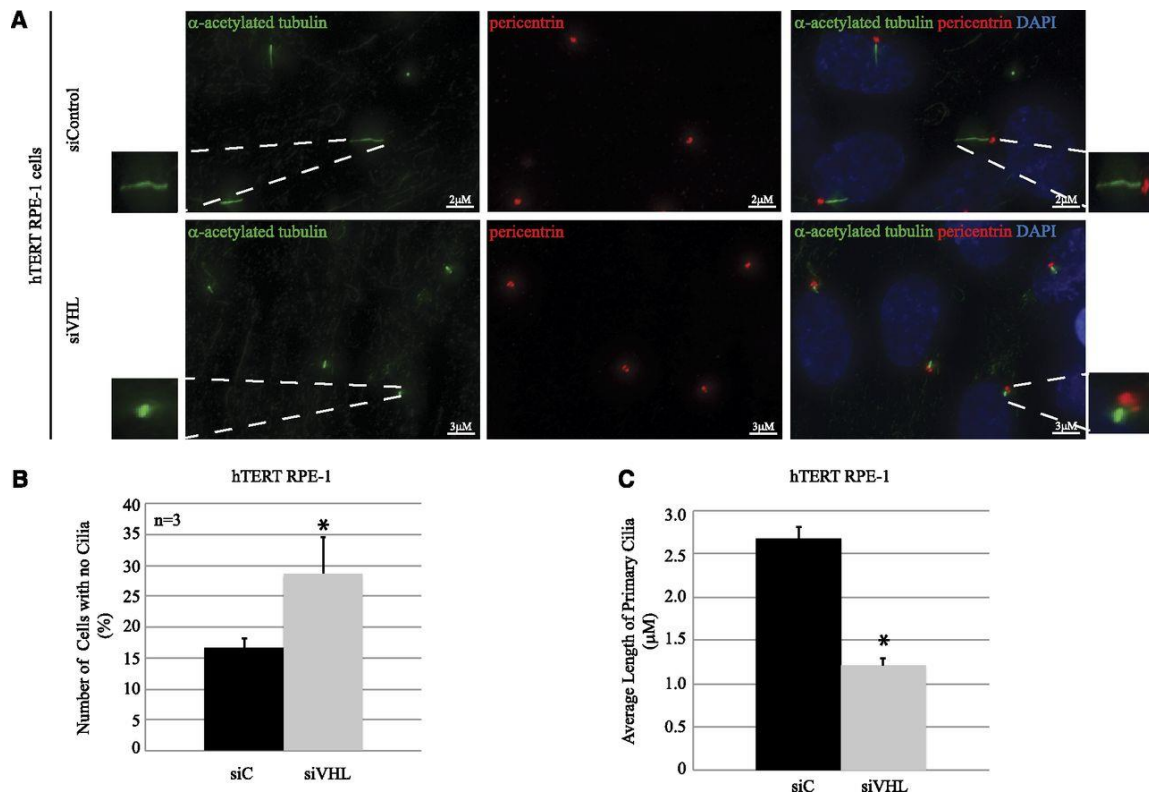 A
hTERT RPE-1 cells
siControl
α-acetylated tubulin
2μM
pericentrin
2μM
α-acetylated tubulin pericentrin DAPI
2μM
siVHL
α-acetylated tubulin
3μM
pericentrin
3μM
α-acetylated tubulin pericentrin DAPI
3μM
B
hTERT RPE-1
Number of Cells with no Cilia
(%)
40
35
30
25
20
15
10
5
0
n=3
*
siC siVHL
C
hTERT RPE-1
Average Length of Primary Cilia
(μM)
3.0
2.5
2.0
1.5
1.0
0.5
0
*
siC siVHL